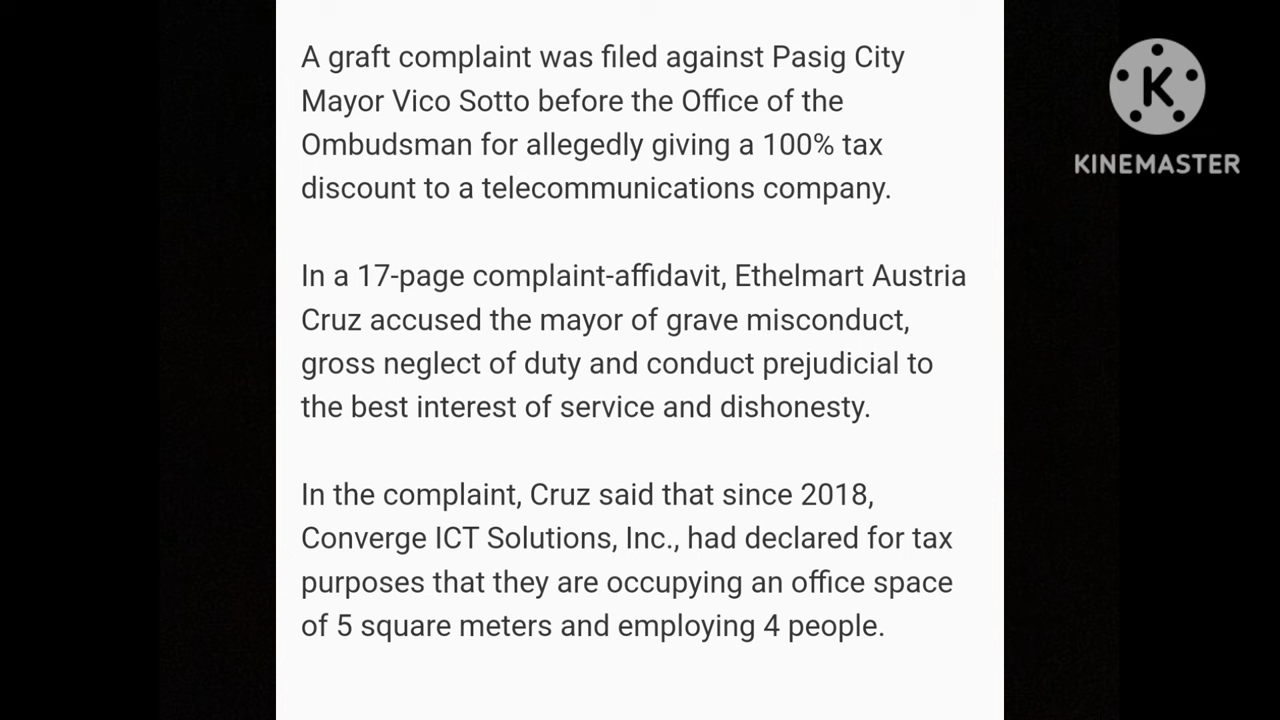 A graft complaint was filed against Pasig City
Mayor Vico Sotto before the Office of the
Ombudsman for allegedly giving a 100% tax
discount to a telecommunications company.
In a 17-page complaint-affidavit, Ethelmart Austria
Cruz accused the mayor of grave misconduct,
gross neglect of duty and conduct prejudicial to
the best interest of service and dishonesty.
In the complaint, Cruz said that since 2018,
Converge ICT Solutions, Inc., had declared for tax
purposes that they are occupying an office space
of 5 square meters and employing 4 people.
K
KINEMASTER